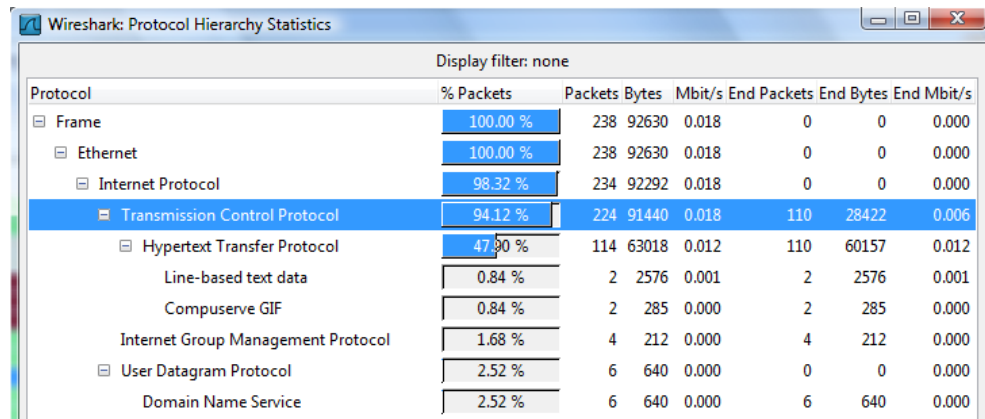 Wireshark: Protocol Hierarchy Statistics
Display filter: none
Protocol % Packets Packets Bytes Mbit/s End Packets End Bytes End Mbit/s
Frame 100.00 % 238 92630 0.018 0 0 0.000
Ethernet 100.00 % 238 92630 0.018 0 0 0.000
Internet Protocol 98.32 % 234 92292 0.018 0 0 0.000
Transmission Control Protocol 94.12 % 224 91440 0.018 110 28422 0.006
Hypertext Transfer Protocol 47.90 % 114 63018 0.012 110 60157 0.012
Line-based text data 0.84 % 2 2576 0.001 2 2576 0.001
Compuserve GIF 0.84 % 2 285 0.000 2 285 0.000
Internet Group Management Protocol 1.68 % 4 212 0.000 4 212 0.000
User Datagram Protocol 2.52 % 6 640 0.000 0 0 0.000
Domain Name Service 2.52 % 6 640 0.000 6 640 0.000